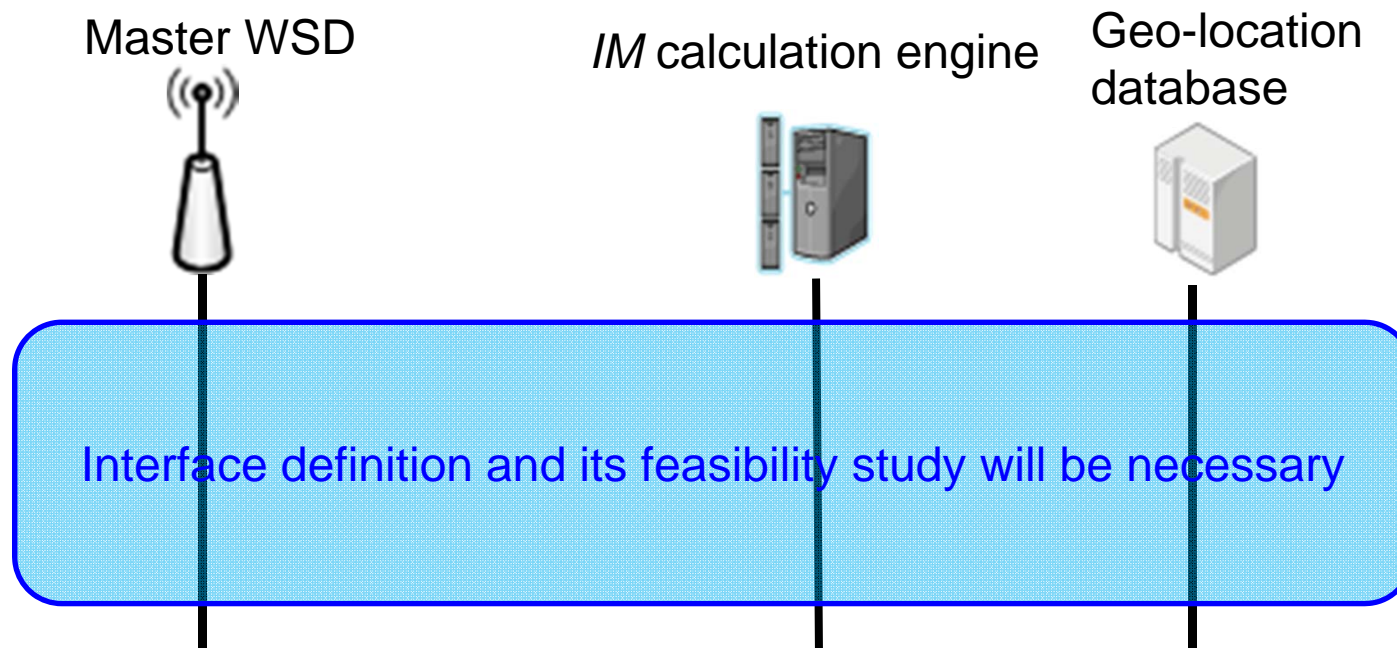 Master WSD
IM calculation engine
Geo-location
database
Interface definition and its feasibility study will be necessary